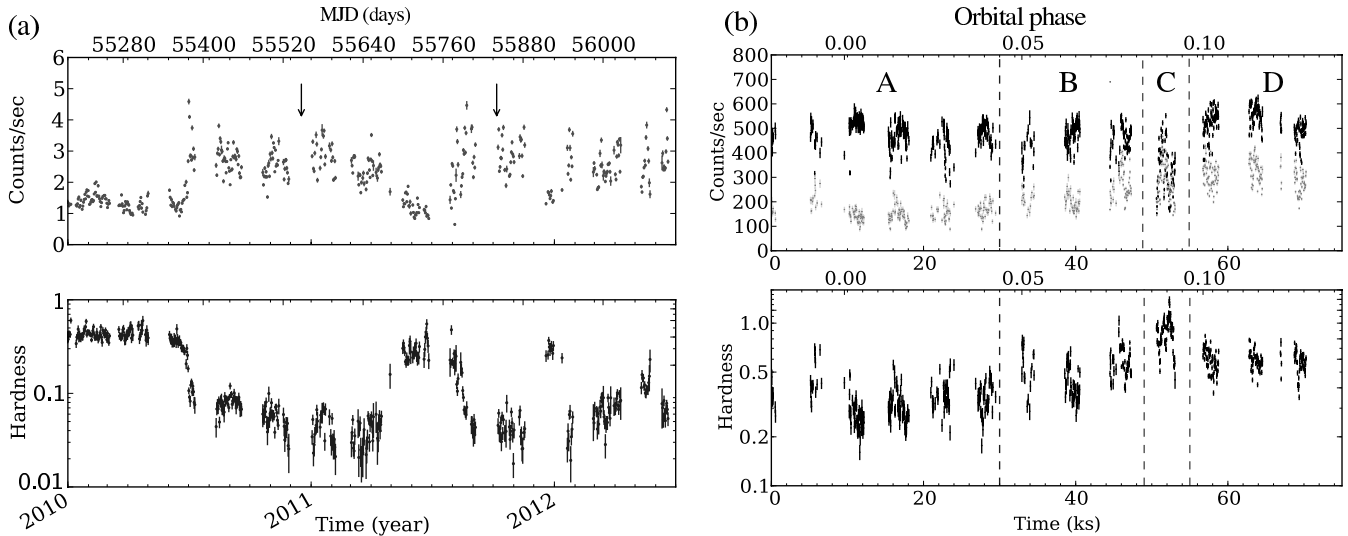 (a)
MJD (days)
55280 55400 55520 55640 55760 55880 56000
6
5
4
3
2
1
0
Counts/sec
1
0.1
0.01
Hardness
2010 2011 2012
Time (year)
(b)
Orbital phase
0.00 0.05 0.10
800
700
600
500
400
300
200
100
0
Counts/sec
A B C D
0 20 40 60
0.00 0.05 0.10
1.0
0.5
0.2
0.1
Hardness
0 20 40 60
Time (ks)